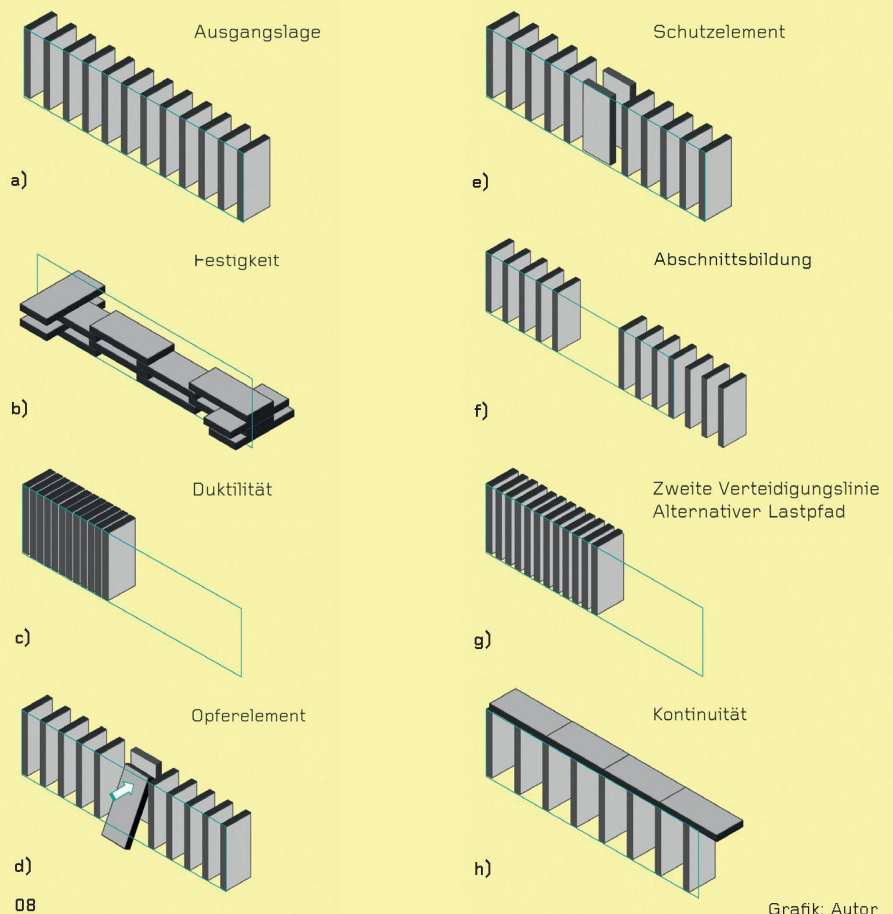 Ausgangslage
a)
Festigkeit
b)
Duktilität
c)
Opferelement
d)
08
Schutzelement
e)
Abschnittsbildung
f)
Zweite Verteidigungslinie
Alternativer Lastpfad
g)
Kontinuität
h)
Grafik: Autor